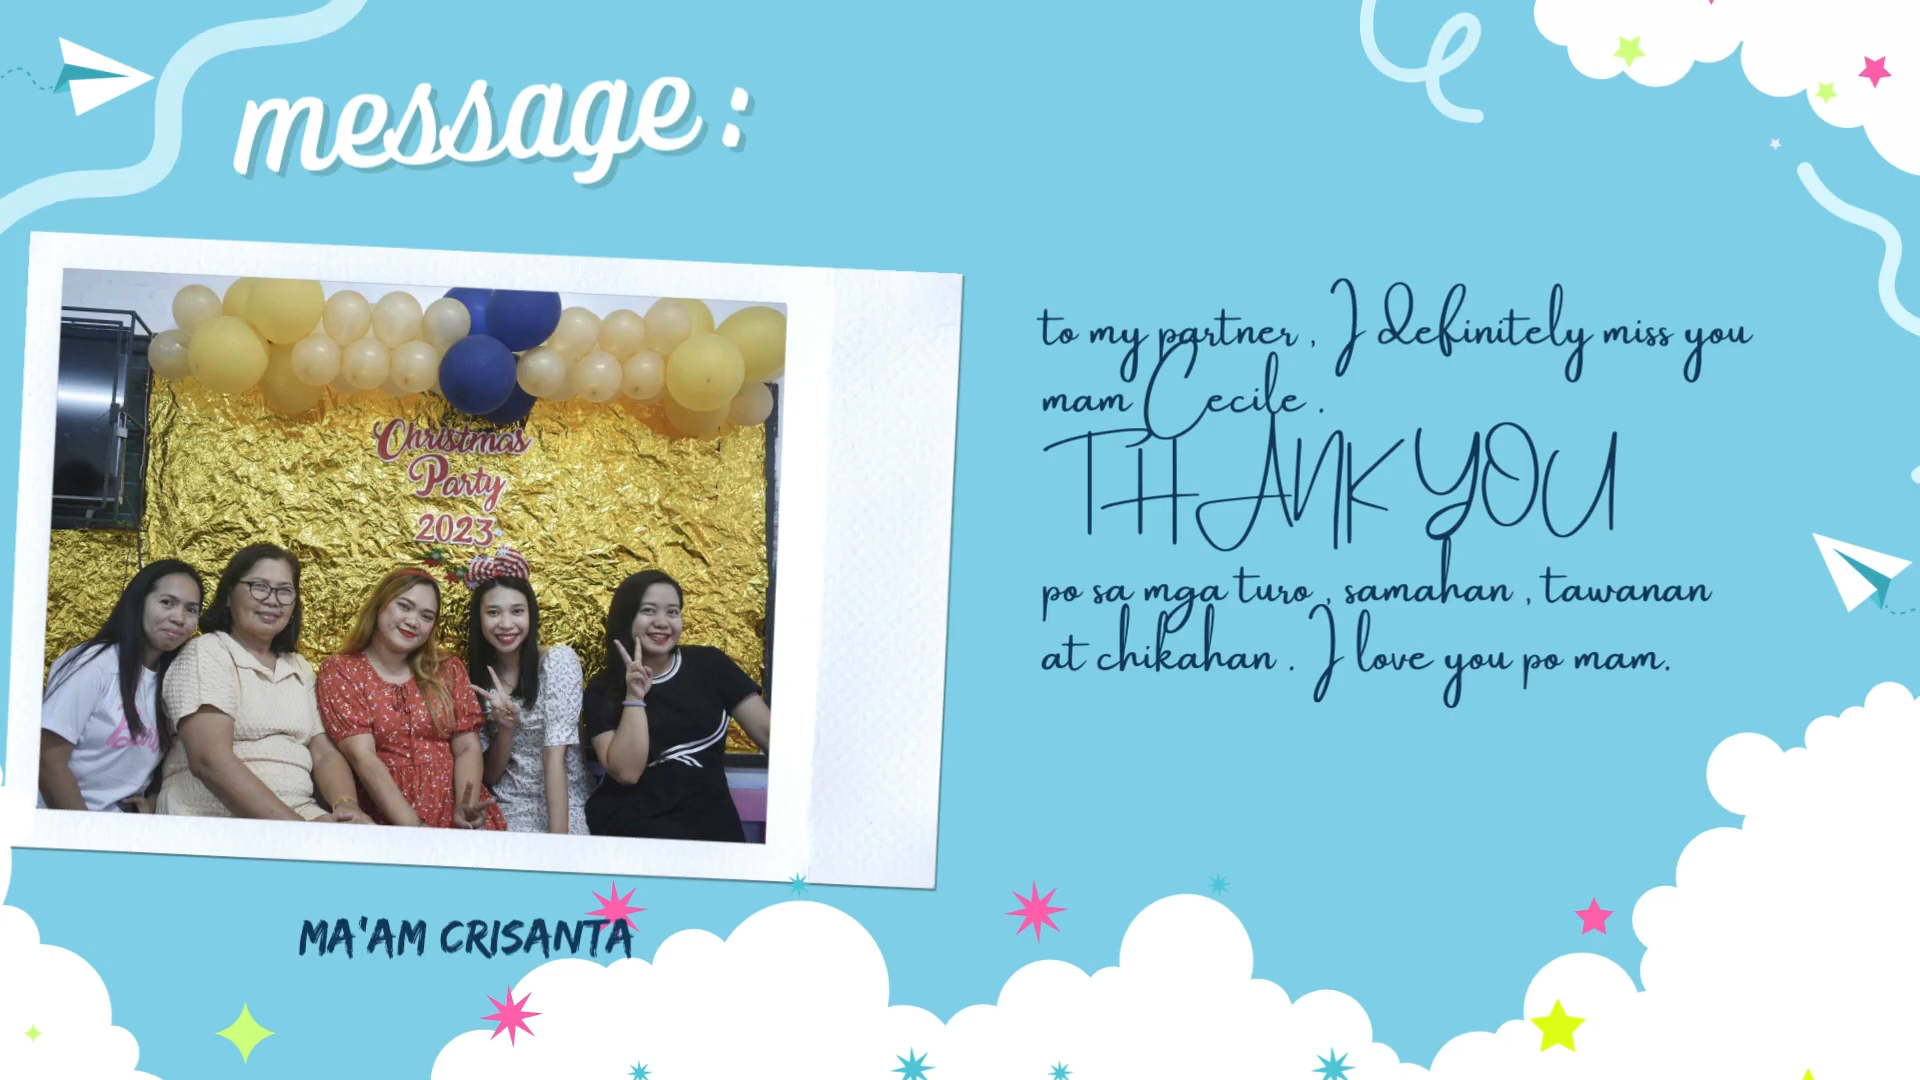 message :
Christmas
Party
2023
to my partner , I definitely miss you
mam Cecile .
THANK YOU
po sa mga turo , samahan , tawanan
at chikahan . I love you po mam.
MA'AM CRISANTA